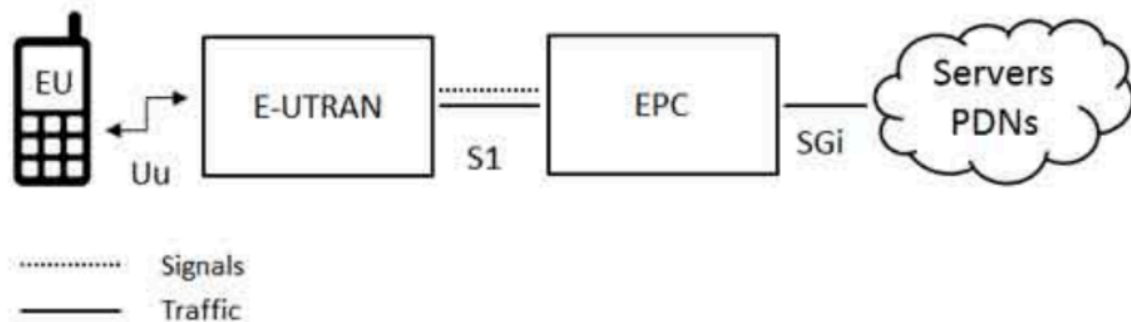 EU
Uu
E-UTRAN
S1
EPC
SGi
Servers
PDNs
Signals
Traffic